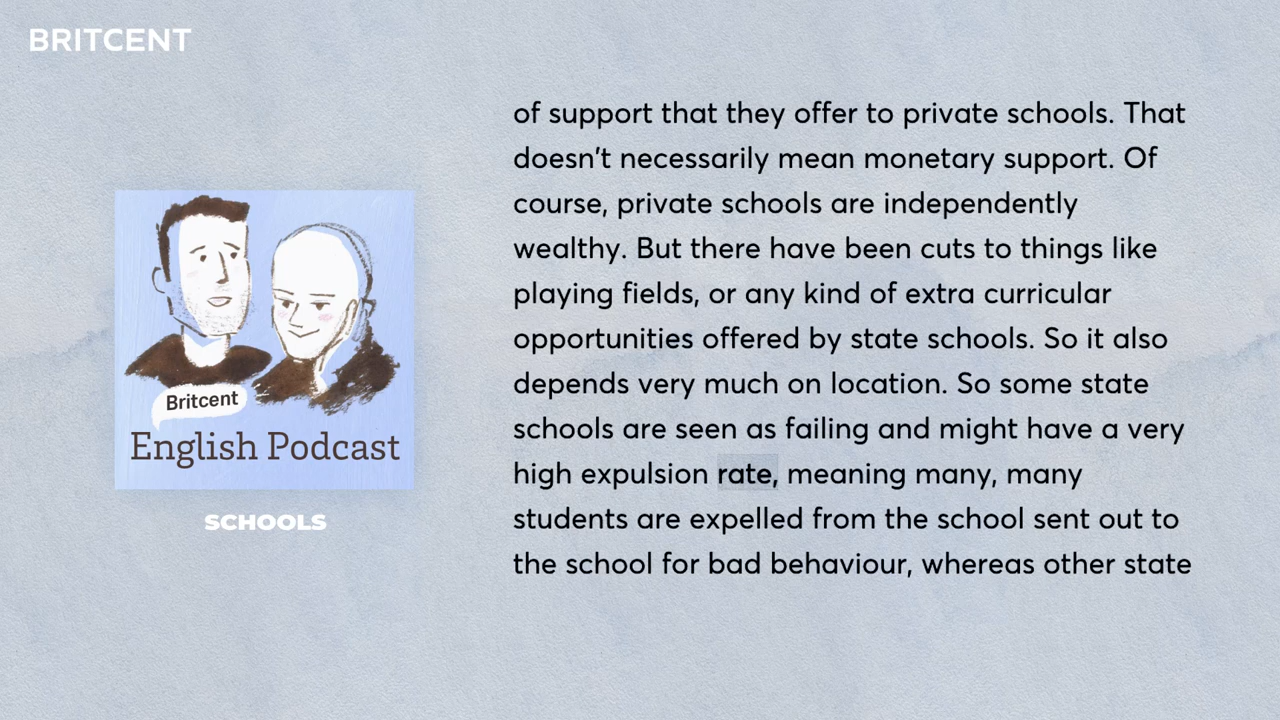 BRITCENT
Britcent
English Podcast
SCHOOLS
of support that they offer to private schools. That
doesn't necessarily mean monetary support. Of
course, private schools are independently
wealthy. But there have been cuts to things like
playing fields, or any kind of extra curricular
opportunities offered by state schools. So it also
depends very much on location. So some state
schools are seen as failing and might have a very
high expulsion rate, meaning many, many
students are expelled from the school sent out to
the school for bad behaviour, whereas other state